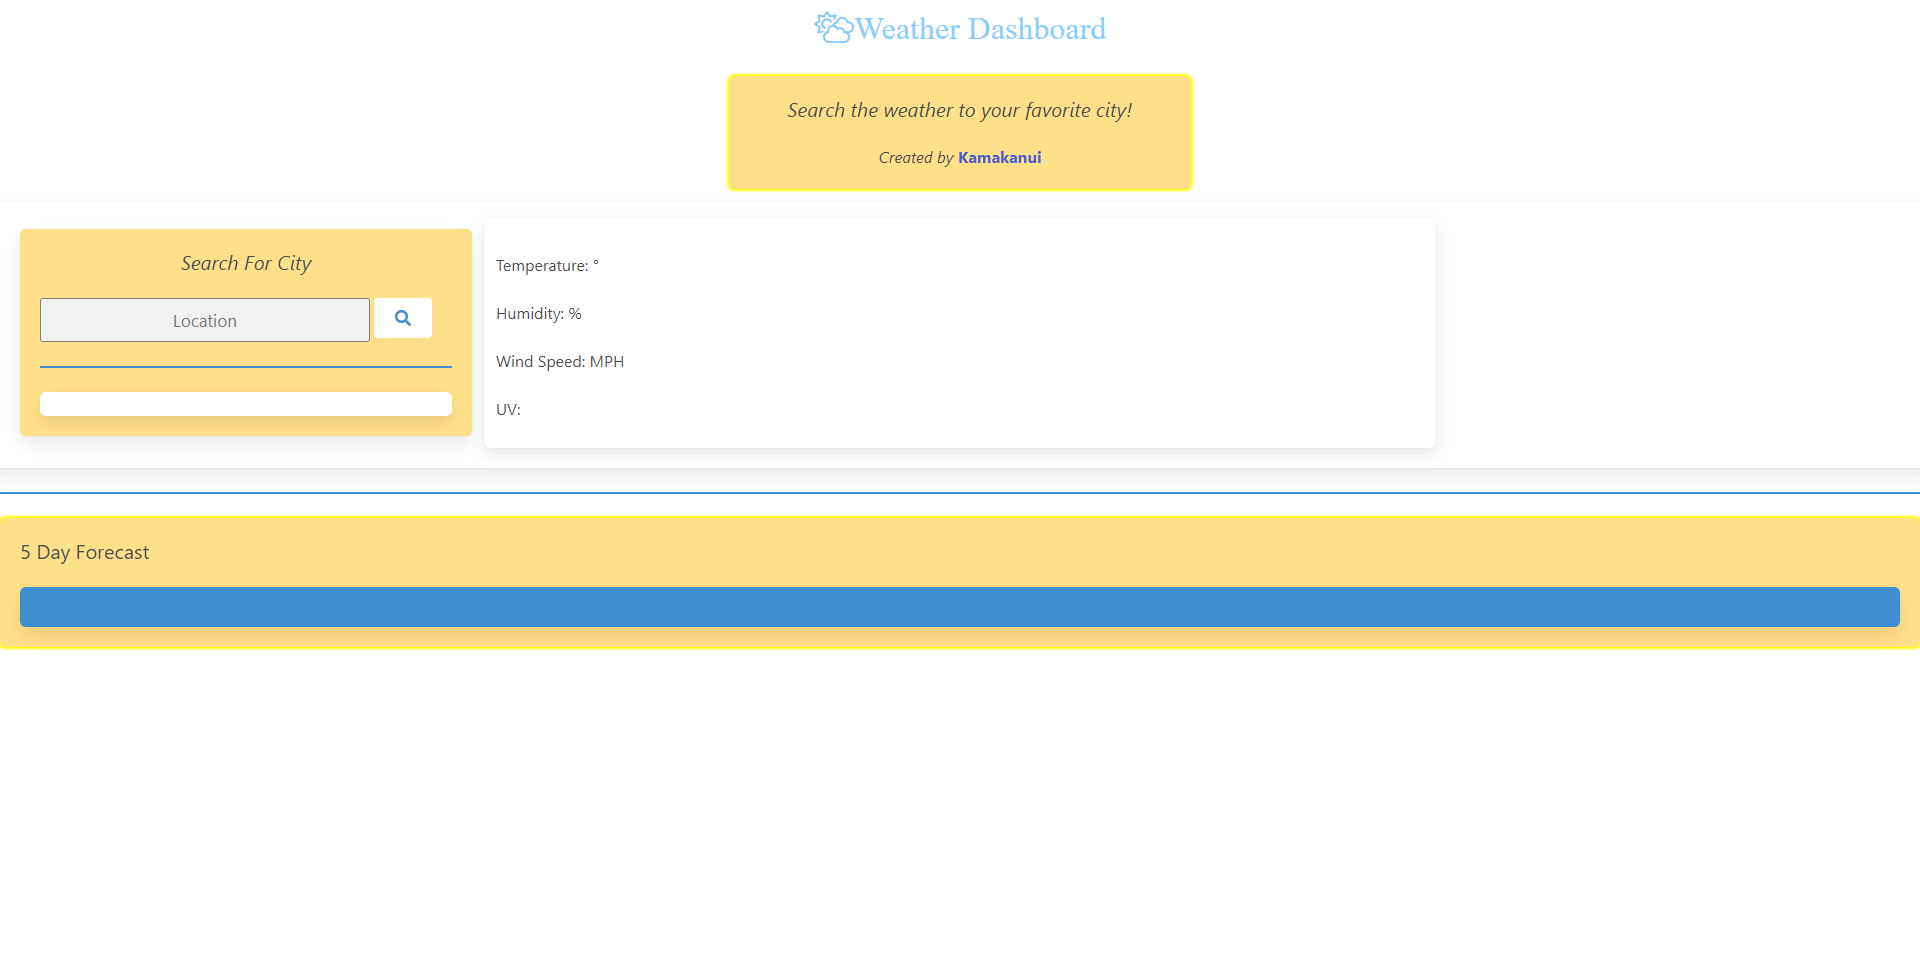 Weather Dashboard
Search the weather to your favorite city!
Created by Kamakanui
Search For City
Location
Temperature: °
Humidity: %
Wind Speed: MPH
UV:
5 Day Forecast